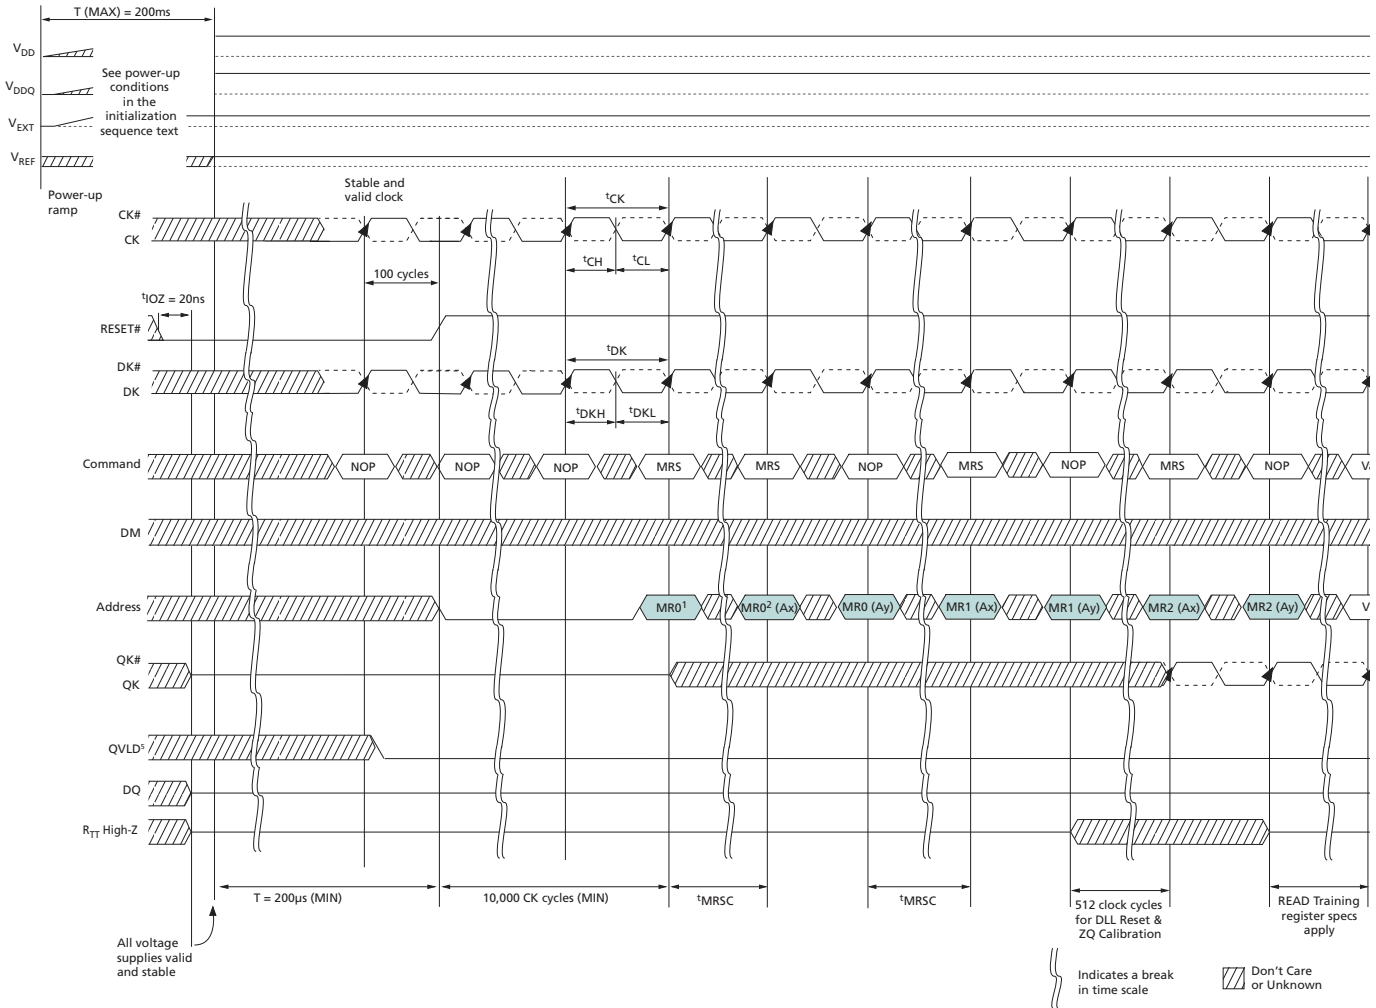 T (MAX) = 200ms
VDD
See power-up
conditions
in the
initialization
sequence text
VDDQ
VEXT
VREF
Power-up
ramp
Stable and
valid clock
tCK
CK#
CK
tCH
tCL
100 cycles
tIOZ = 20ns
RESET#
tDK
DK#
DK
tDKH
tDKL
Command
NOP
NOP
NOP
MRS
MRS
NOP
MRS
NOP
MRS
NOP
DM
Address
MR0¹
MR0² (Ax)
MR0 (Ay)
MR1 (Ax)
MR1 (Ay)
MR2 (Ax)
MR2 (Ay)
V
QK#
QK
QVLD⁵
DQ
RTT High-Z
T = 200µs (MIN)
10,000 CK cycles (MIN)
tMRSC
tMRSC
512 clock cycles
for DLL Reset &
ZQ Calibration
READ Training
register specs
apply
All voltage
supplies valid
and stable
Indicates a break
in time scale
Don't Care
or Unknown